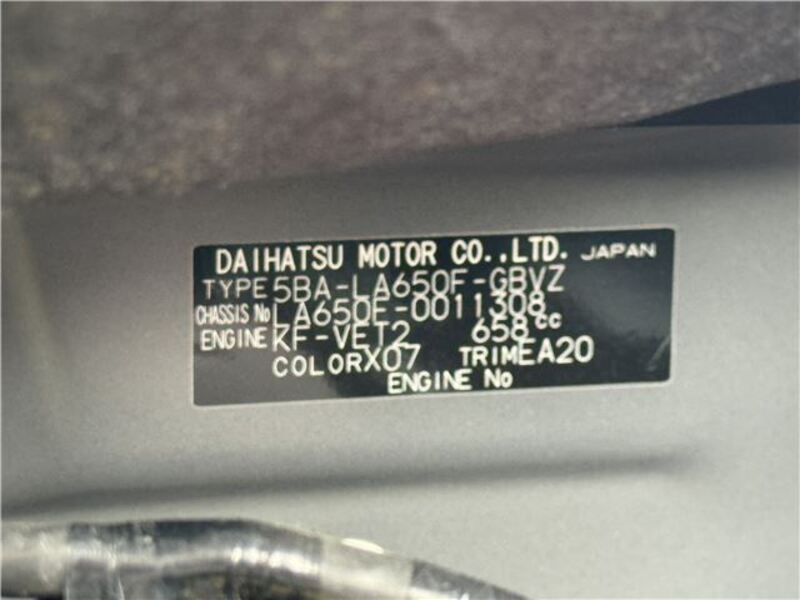 DAIHATSU MOTOR CO.,LTD. JAPAN
TYPE 5BA-LA650F-GBVZ
CHASSIS No LA650F-0011308
ENGINE KF-VET2 658cc
COLOR X07 TRIM EA20
ENGINE No